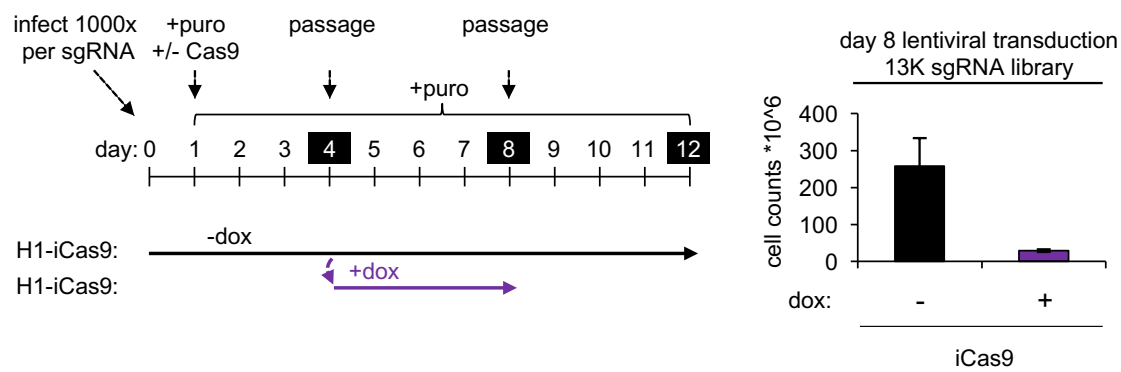 infect 1000x
per sgRNA
+puro
+/- Cas9
passage
passage
+puro
day: 0 1 2 3 4 5 6 7 8 9 10 11 12
-dox
H1-iCas9:
+dox
H1-iCas9:
day 8 lentiviral transduction
13K sgRNA library
cell counts *10^6
400
300
200
100
0
dox: - +
iCas9